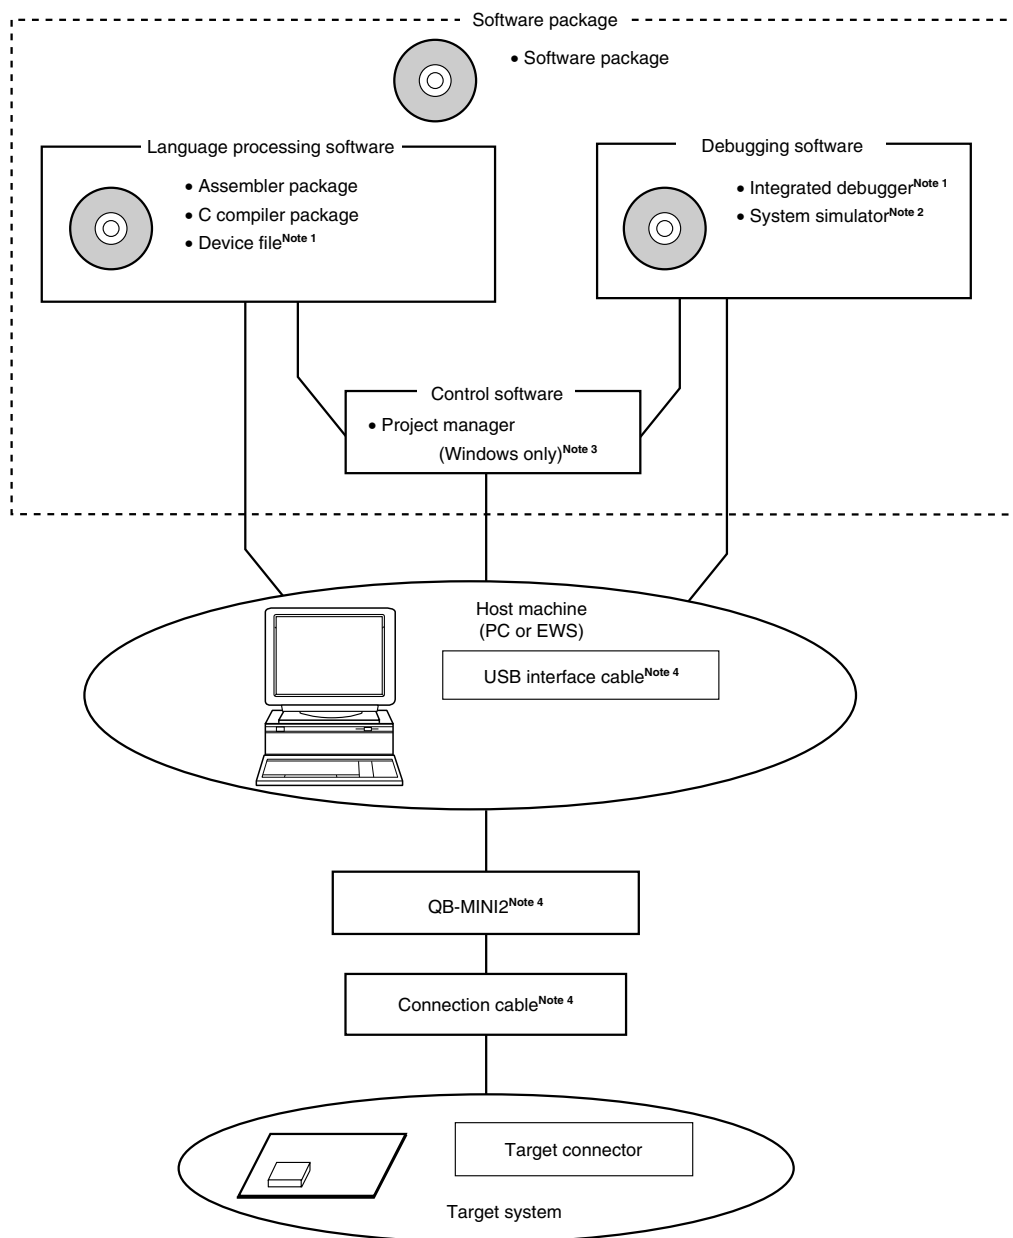 Software package
• Software package
Language processing software
• Assembler package
• C compiler package
• Device fileNote 1
Debugging software
• Integrated debuggerNote 1
• System simulatorNote 2
Control software
• Project manager
(Windows only)Note 3
Host machine
(PC or EWS)
USB interface cableNote 4
QB-MINI2Note 4
Connection cableNote 4
Target connector
Target system